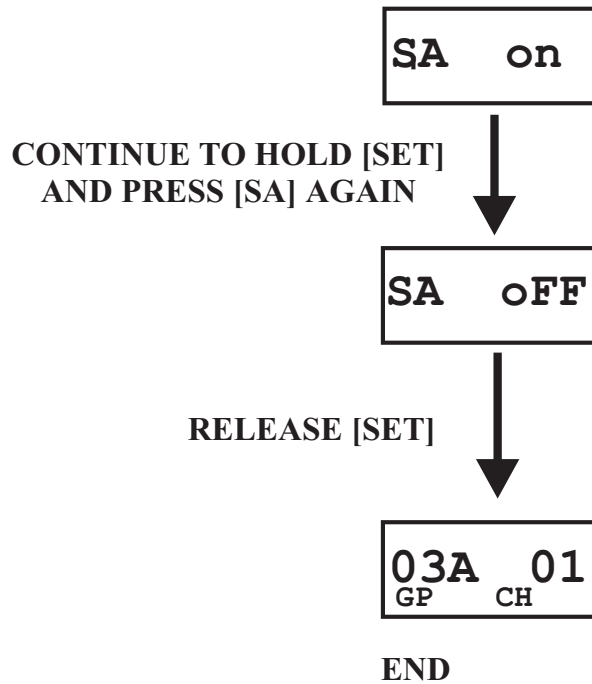 SA on
CONTINUE TO HOLD [SET]
AND PRESS [SA] AGAIN
SA oFF
RELEASE [SET]
03A 01
GP CH
END